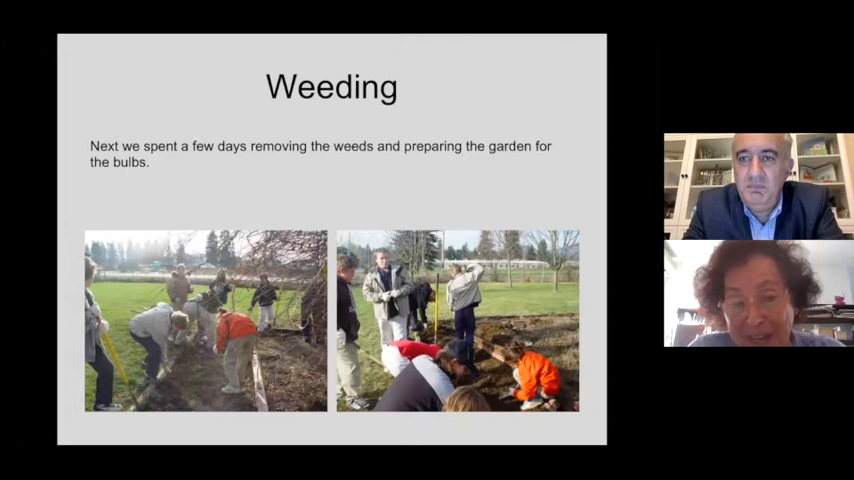 Weeding
Next we spent a few days removing the weeds and preparing the garden for
the bulbs.